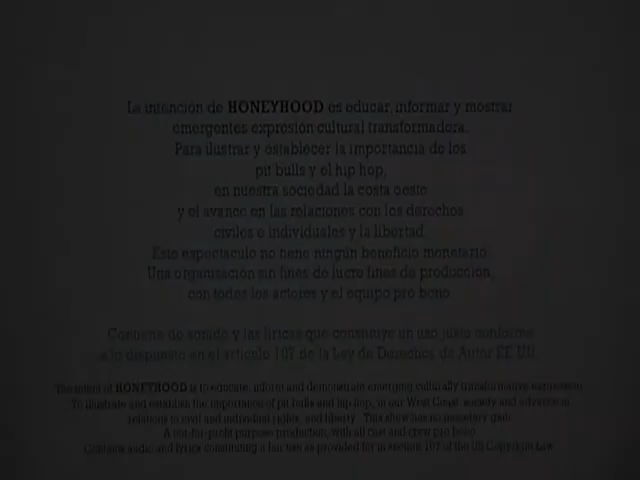 La intención de HONEYHOOD es educar, informar y mostrar
emergentes expresión cultural transformadora.
Para ilustrar y establecer la importancia de los
pit bulls y el hip hop,
en nuestra sociedad la costa oeste
y el avance en las relaciones con los derechos
civiles e individuales y la libertad.
Este espectaculo no tiene ningún beneficio monetario.
Una organización sin fines de lucro fines de producción,
con todos los actores y el equipo pro bono.
Contiene de sonido y las líricas que constituye un uso justo conforme
a lo dispuesto en el artículo 107 de la Ley de Derechos de Autor EE.UU.
The intent of HONEYHOOD is to educate, inform and demonstrate emerging culturally transformative expression.
To illustrate and establish the importance of pit bulls and hip hop, in our West Coast society and advance in
relations to civil and individual rights, and liberty. This show has no monetary gain.
A not-for-profit purpose production, with all cast and crew pro bono.
Contains audio and lyrics constituting a fair use as provided for in section 107 of the US Copyright Law.